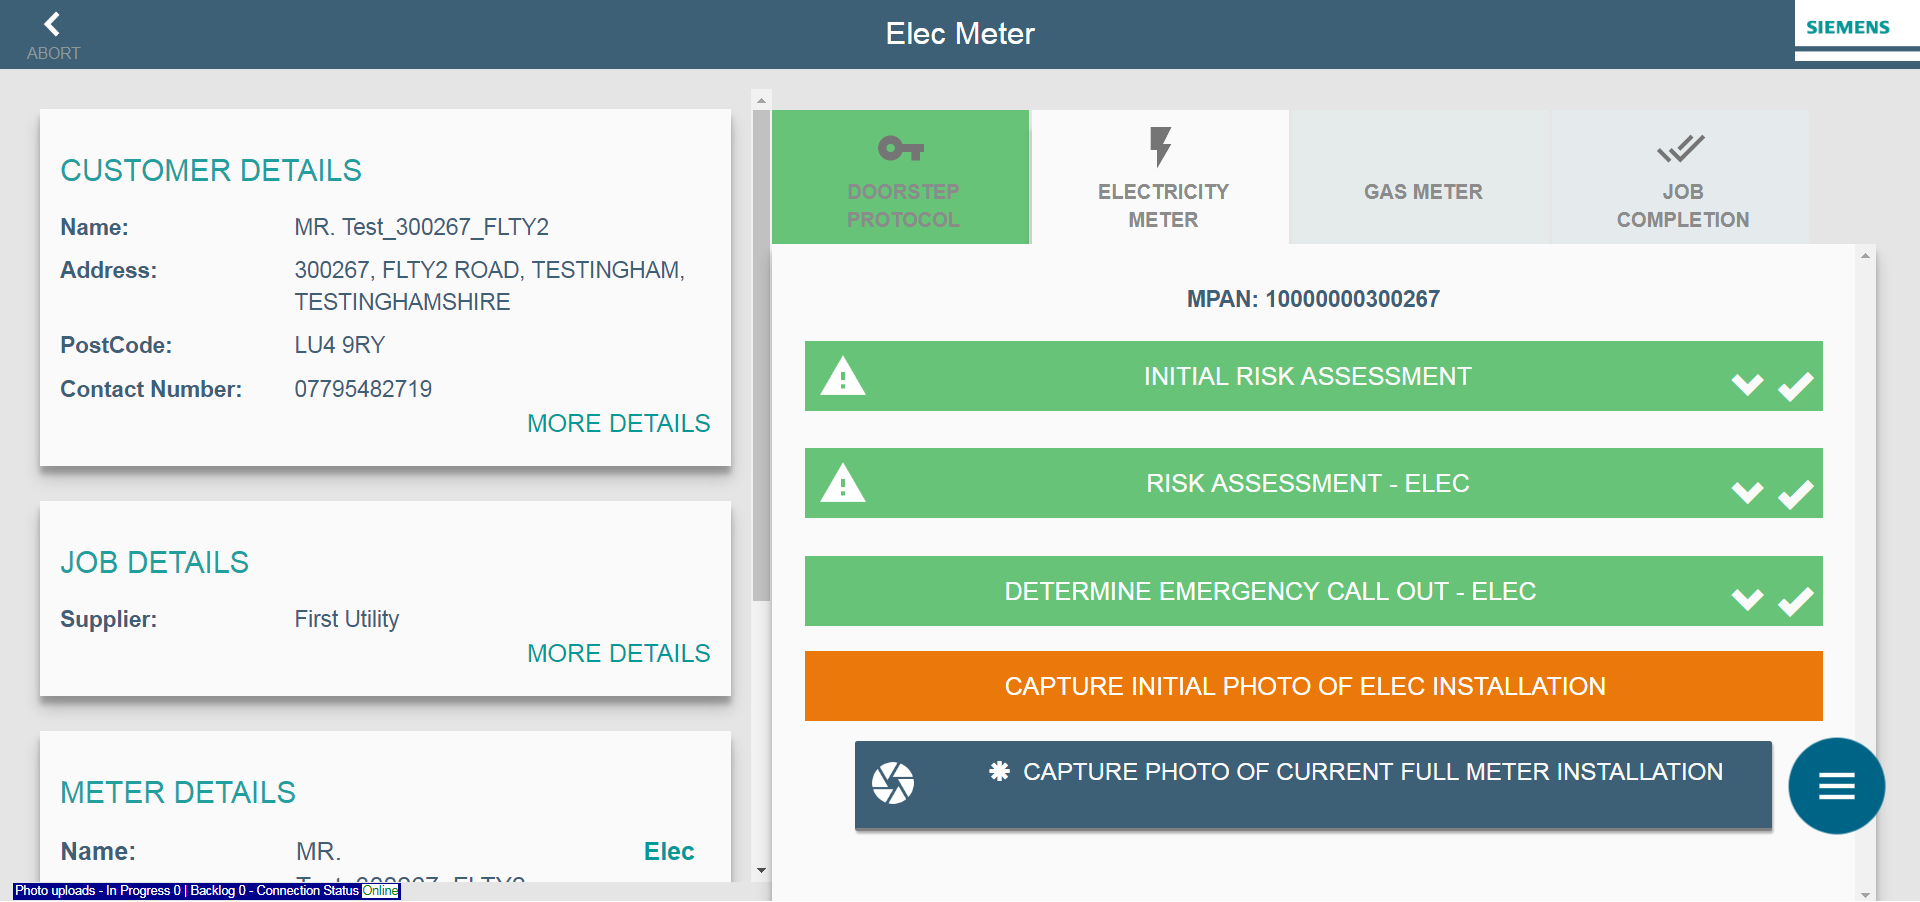 ABORT
Elec Meter
SIEMENS
CUSTOMER DETAILS
Name: MR. Test_300267_FLTY2
Address: 300267, FLTY2 ROAD, TESTINGHAM,
TESTINGHAMSHIRE
PostCode: LU4 9RY
Contact Number: 07795482719
MORE DETAILS
JOB DETAILS
Supplier: First Utility
MORE DETAILS
METER DETAILS
Name: MR. Elec
Photo uploads - In Progress 0 | Backlog 0 - Connection Status Online
DOORSTEP
PROTOCOL
ELECTRICITY
METER
GAS METER
JOB
COMPLETION
MPAN: 10000000300267
INITIAL RISK ASSESSMENT
RISK ASSESSMENT - ELEC
DETERMINE EMERGENCY CALL OUT - ELEC
CAPTURE INITIAL PHOTO OF ELEC INSTALLATION
CAPTURE PHOTO OF CURRENT FULL METER INSTALLATION